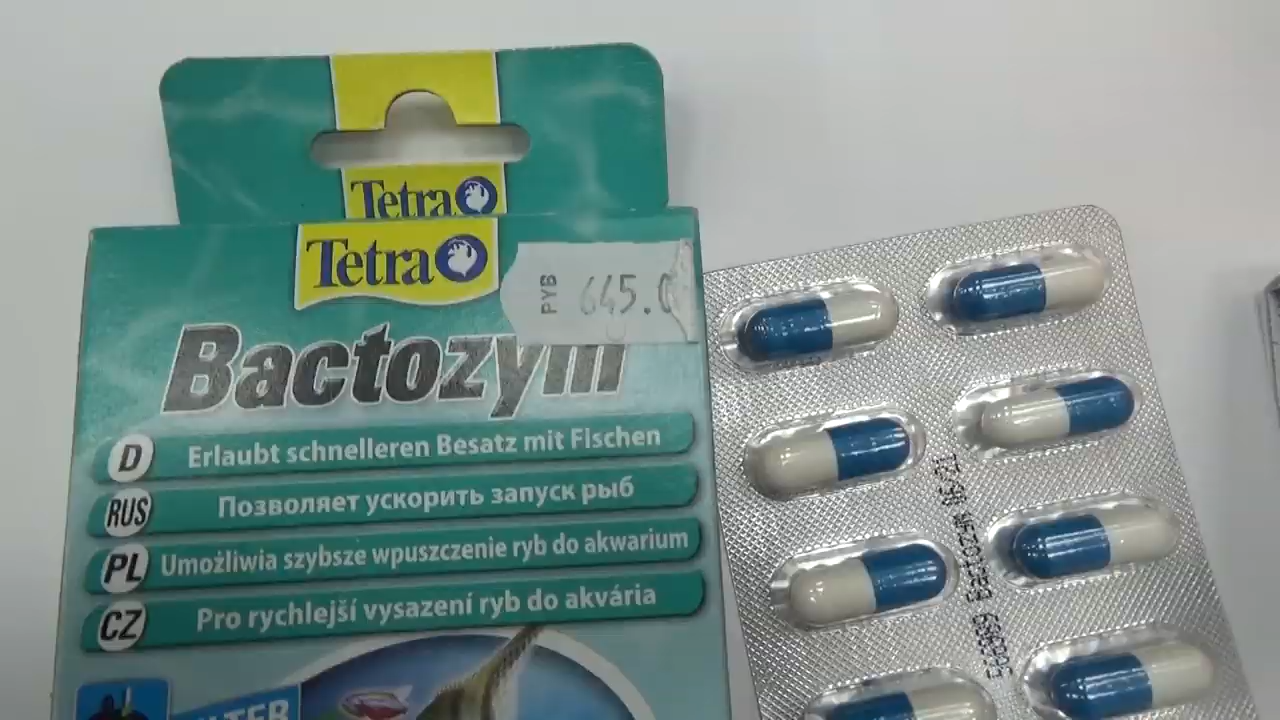 Tetra
Tetra
РУБ 645.0
Bactozym
D Erlaubt schnelleren Besatz mit Fischen
RUS Позволяет ускорить запуск рыб
PL Umożliwia szybsze wpuszczenie ryb do akwarium
CZ Pro rychlejší vysazení ryb do akvária